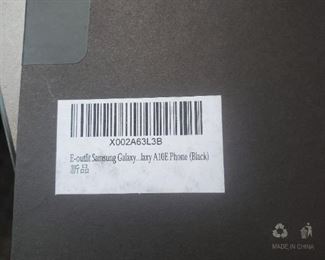 X002A63L3B
E-outfit Samsung Galaxy...laxy A10E Phone (Black)
新品
MADE IN CHINA